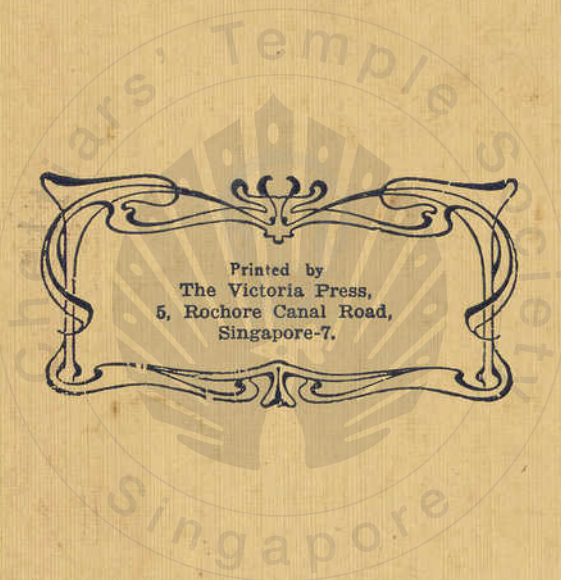 Chettiars' Temple Society
Printed by
The Victoria Press,
5, Rochore Canal Road,
Singapore-7.
Singapore